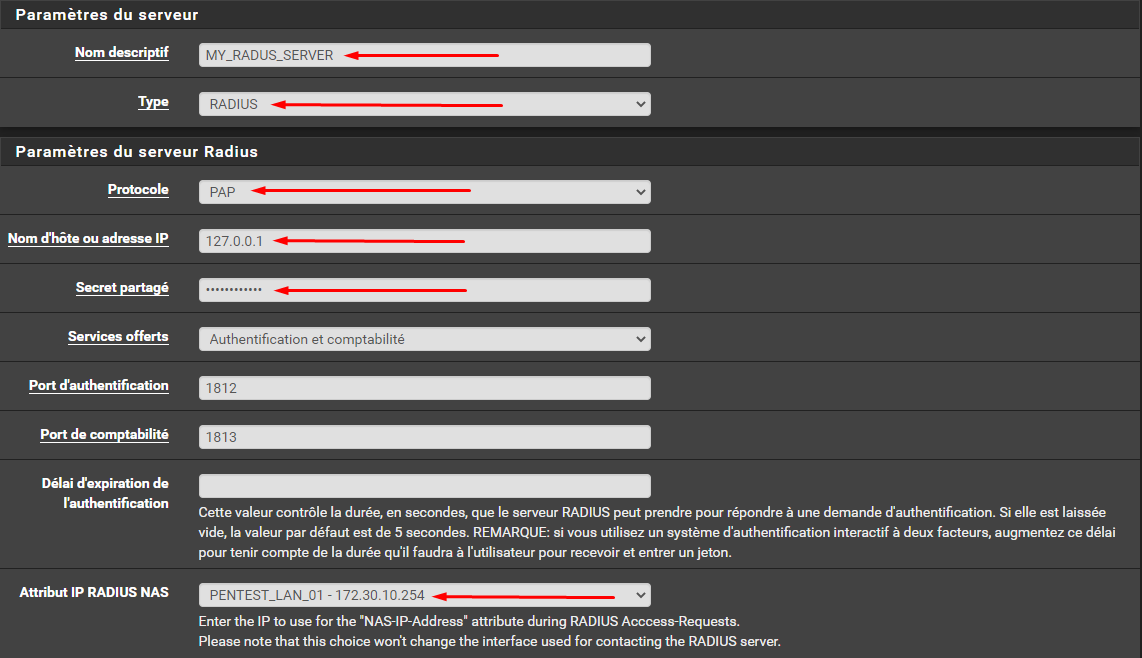 Paramètres du serveur
Nom descriptif
MY_RADUS_SERVER
Type
RADIUS
Paramètres du serveur Radius
Protocole
PAP
Nom d'hôte ou adresse IP
127.0.0.1
Secret partagé
••••••••••••
Services offerts
Authentification et comptabilité
Port d'authentification
1812
Port de comptabilité
1813
Délai d'expiration de
l'authentification
Cette valeur contrôle la durée, en secondes, que le serveur RADIUS peut prendre pour répondre à une demande d'authentification. Si elle est laissée
vide, la valeur par défaut est de 5 secondes. REMARQUE: si vous utilisez un système d'authentification interactif à deux facteurs, augmentez ce délai
pour tenir compte de la durée qu'il faudra à l'utilisateur pour recevoir et entrer un jeton.
Attribut IP RADIUS NAS
PENTEST_LAN_01 - 172.30.10.254
Enter the IP to use for the "NAS-IP-Address" attribute during RADIUS Acccess-Requests.
Please note that this choice won't change the interface used for contacting the RADIUS server.